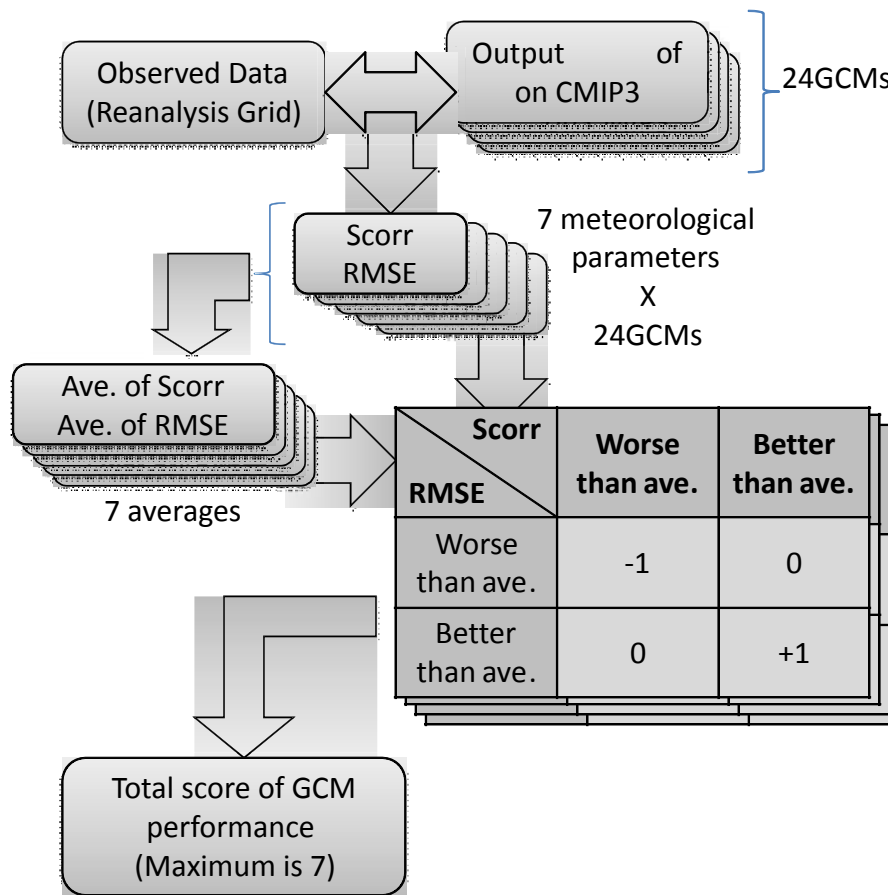 Observed Data
(Reanalysis Grid)
Output of
on CMIP3
24GCMs
Scorr
RMSE
7 meteorological
parameters
X
24GCMs
Ave. of Scorr
Ave. of RMSE
7 averages
Scorr
RMSE
Worse
than ave.
Better
than ave.
Worse
than ave.
-1
0
Better
than ave.
0
+1
Total score of GCM
performance
(Maximum is 7)